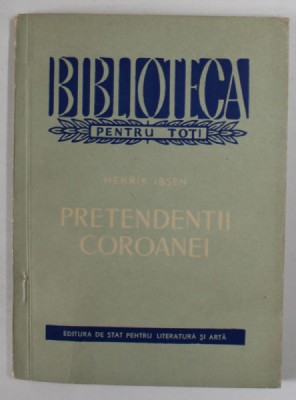 BIBLIOTECA
PENTRU TOȚI
HENRIK IBSEN
PRETENDENȚII
COROANEI
EDITURA DE STAT PENTRU LITERATURĂ ȘI ARTĂ